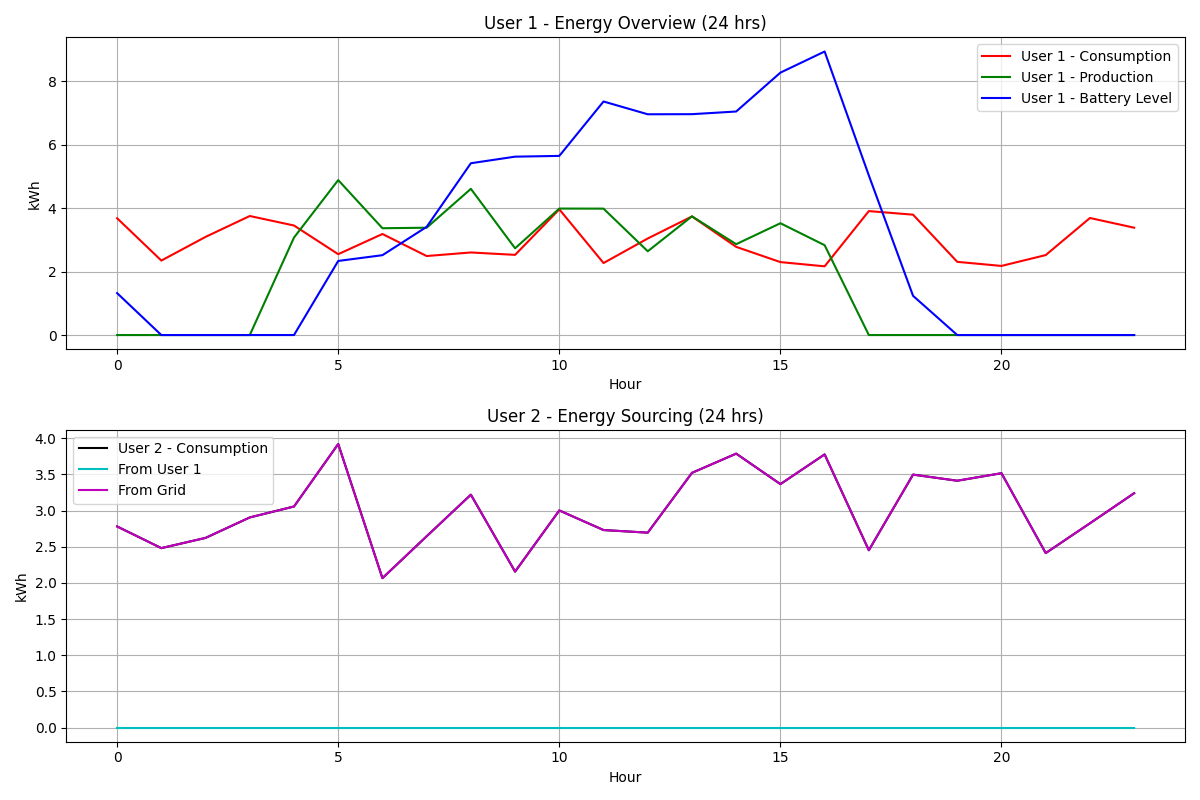 User 1 - Energy Overview (24 hrs)
User 1 - Consumption
User 1 - Production
User 1 - Battery Level
kWh
8
6
4
2
0
0 5 10 15 20
Hour
User 2 - Energy Sourcing (24 hrs)
User 2 - Consumption
From User 1
From Grid
kWh
4.0
3.5
3.0
2.5
2.0
1.5
1.0
0.5
0.0
0 5 10 15 20
Hour